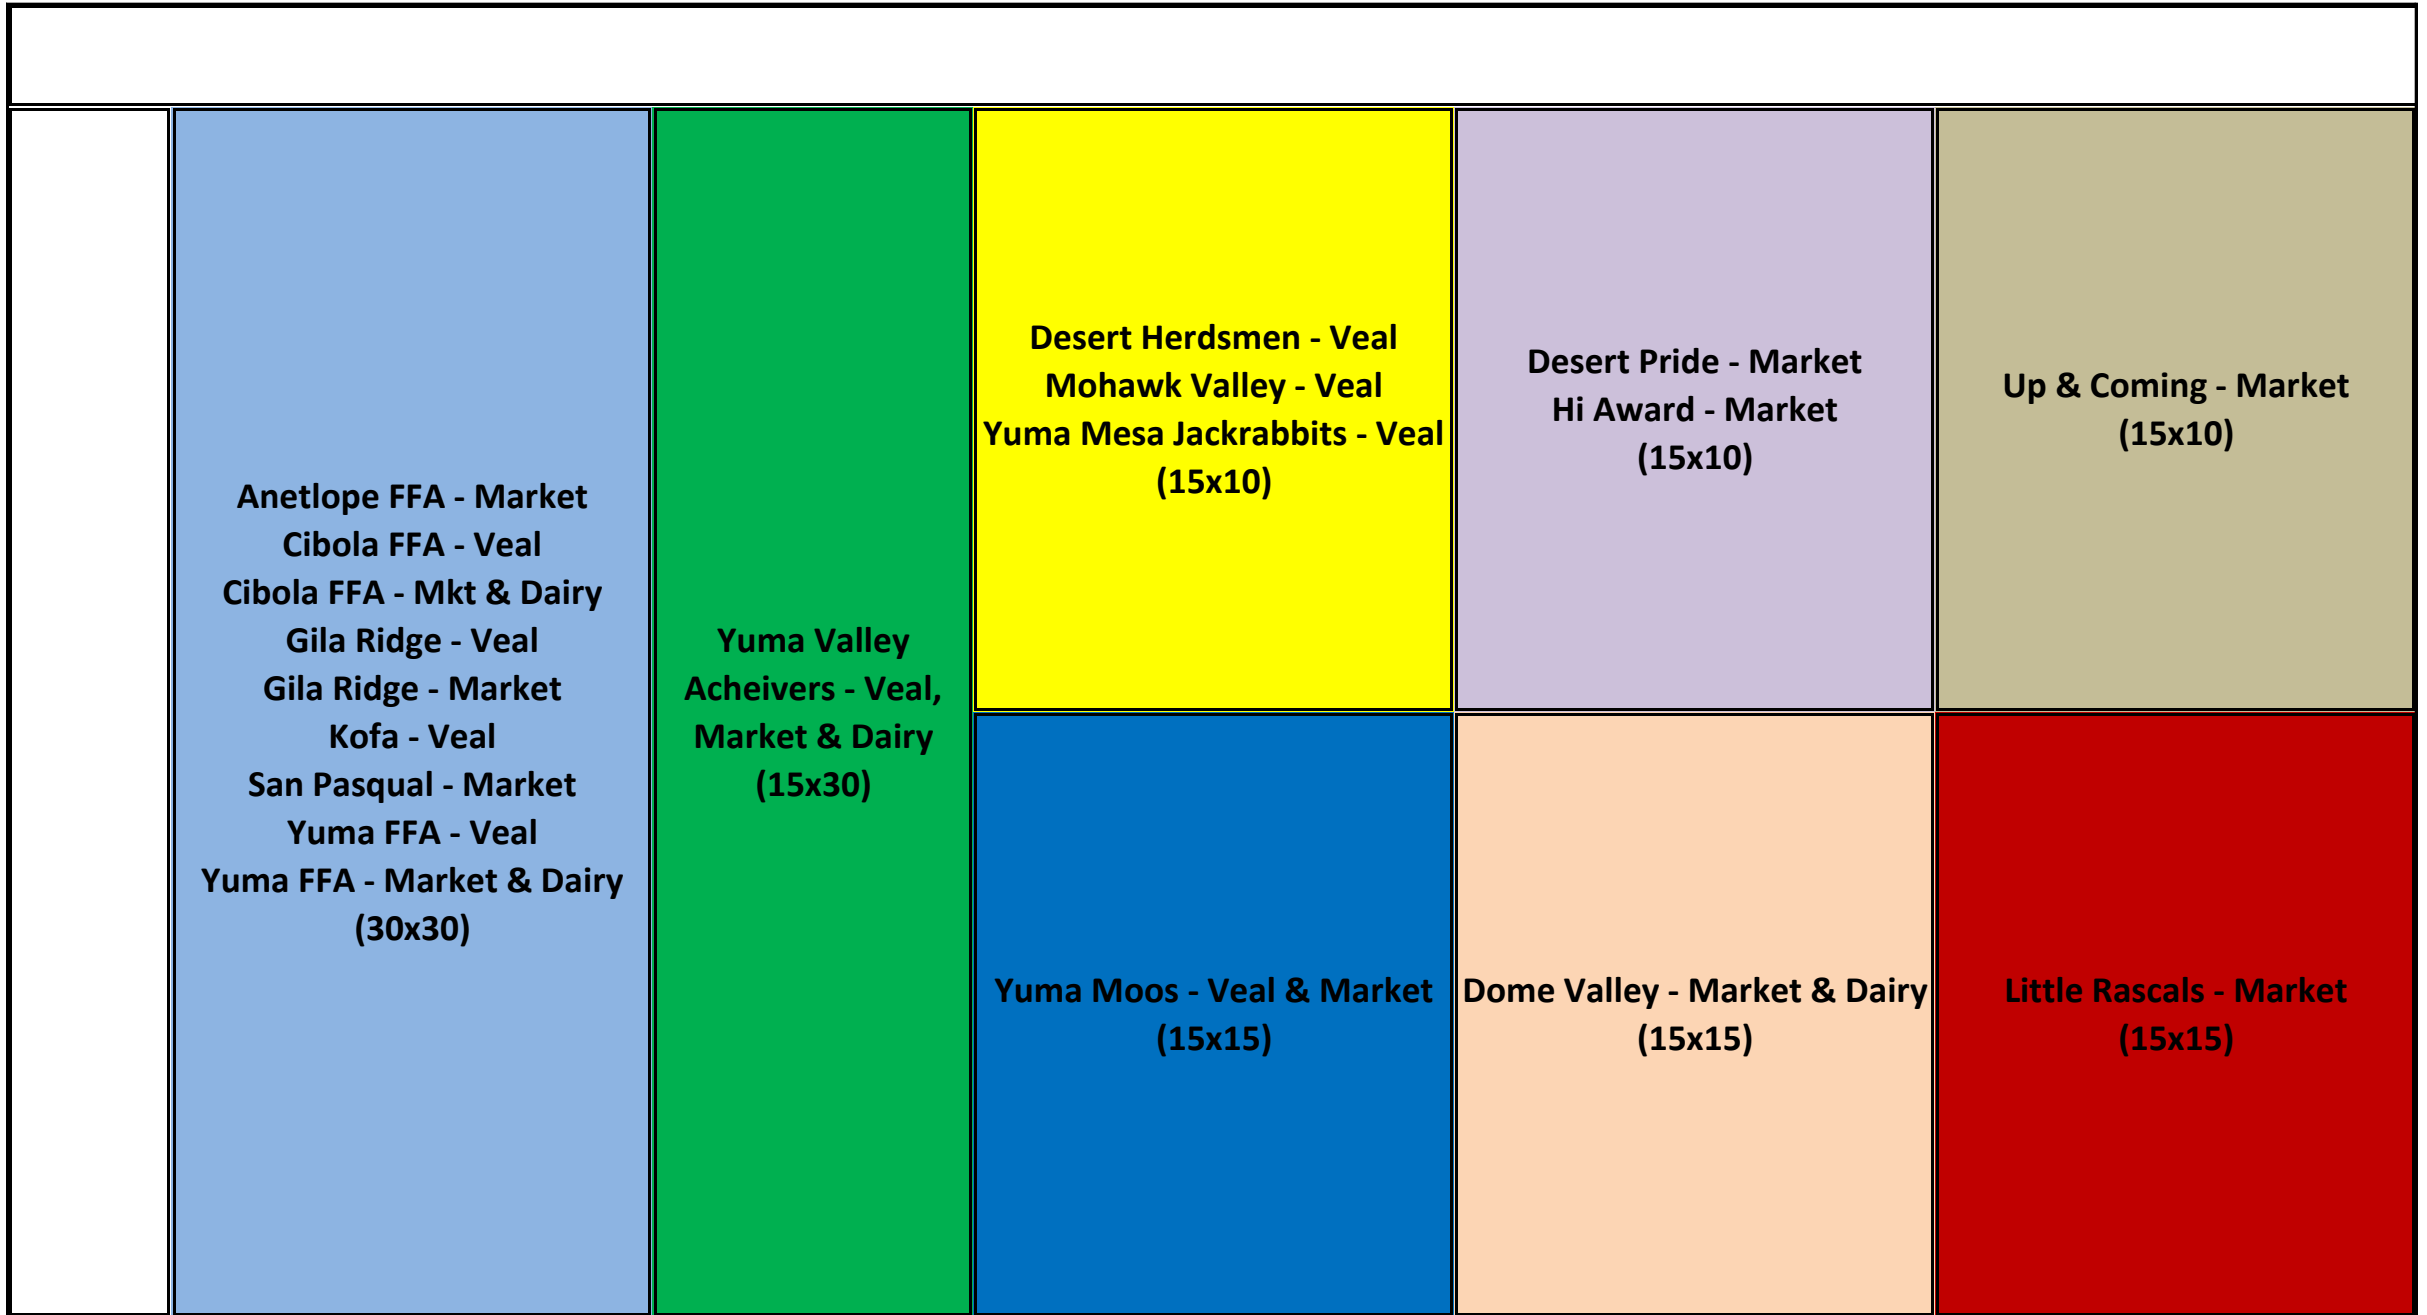 Anetlope FFA - Market
Cibola FFA - Veal
Cibola FFA - Mkt & Dairy
Gila Ridge - Veal
Gila Ridge - Market
Kofa - Veal
San Pasqual - Market
Yuma FFA - Veal
Yuma FFA - Market & Dairy
(30x30)
Yuma Valley
Acheivers - Veal,
Market & Dairy
(15x30)
Desert Herdsmen - Veal
Mohawk Valley - Veal
Yuma Mesa Jackrabbits - Veal
(15x10)
Desert Pride - Market
Hi Award - Market
(15x10)
Up & Coming - Market
(15x10)
Yuma Moos - Veal & Market
(15x15)
Dome Valley - Market & Dairy
(15x15)
Little Rascals - Market
(15x15)